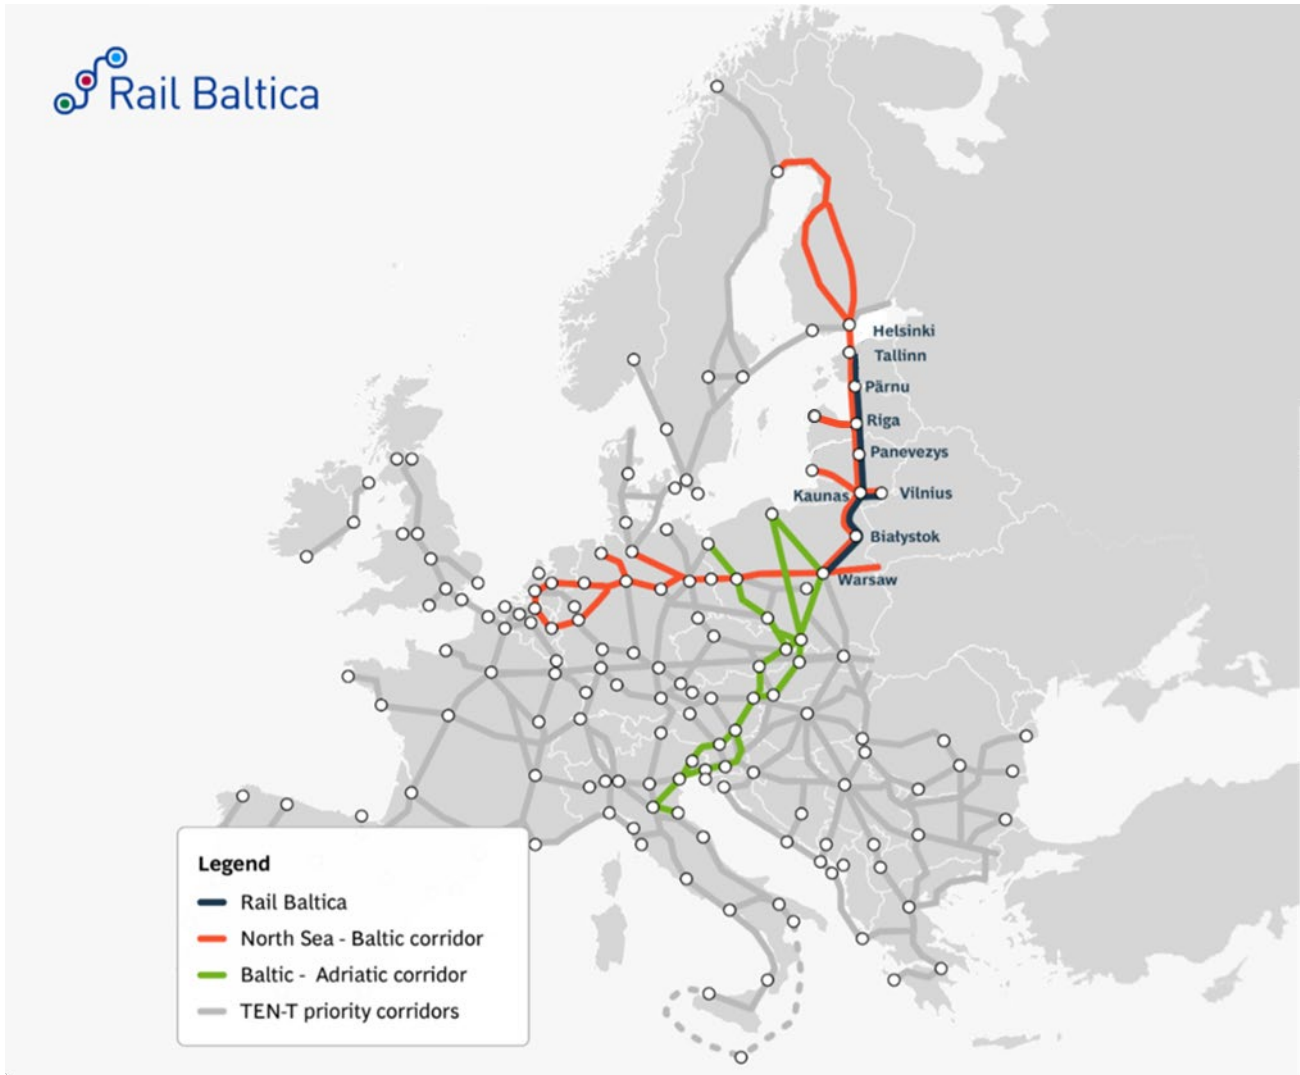 Rail Baltica
Helsinki
Tallinn
Pärnu
Riga
Panevezys
Kaunas
Vilnius
Białystok
Warsaw
Legend
Rail Baltica
North Sea - Baltic corridor
Baltic - Adriatic corridor
TEN-T priority corridors